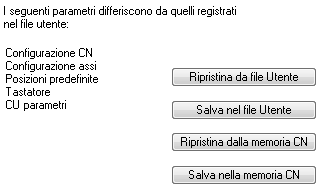 I seguenti parametri differiscono da quelli registrati
nel file utente:
Configurazione CN
Configurazione assi
Posizioni predefinite
Tastatore
CU parametri
Ripristina da file Utente
Salva nel file Utente
Ripristina dalla memoria CN
Salva nella memoria CN